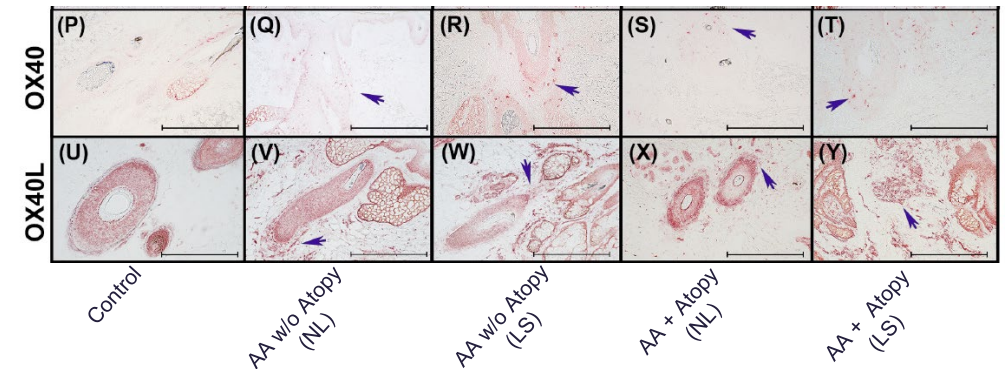 OX40
(P)
(Q)
(R)
(S)
(T)
OX40L
(U)
(V)
(W)
(X)
(Y)
Control
AA w/o Atopy
(NL)
AA w/o Atopy
(LS)
AA + Atopy
(NL)
AA + Atopy
(LS)